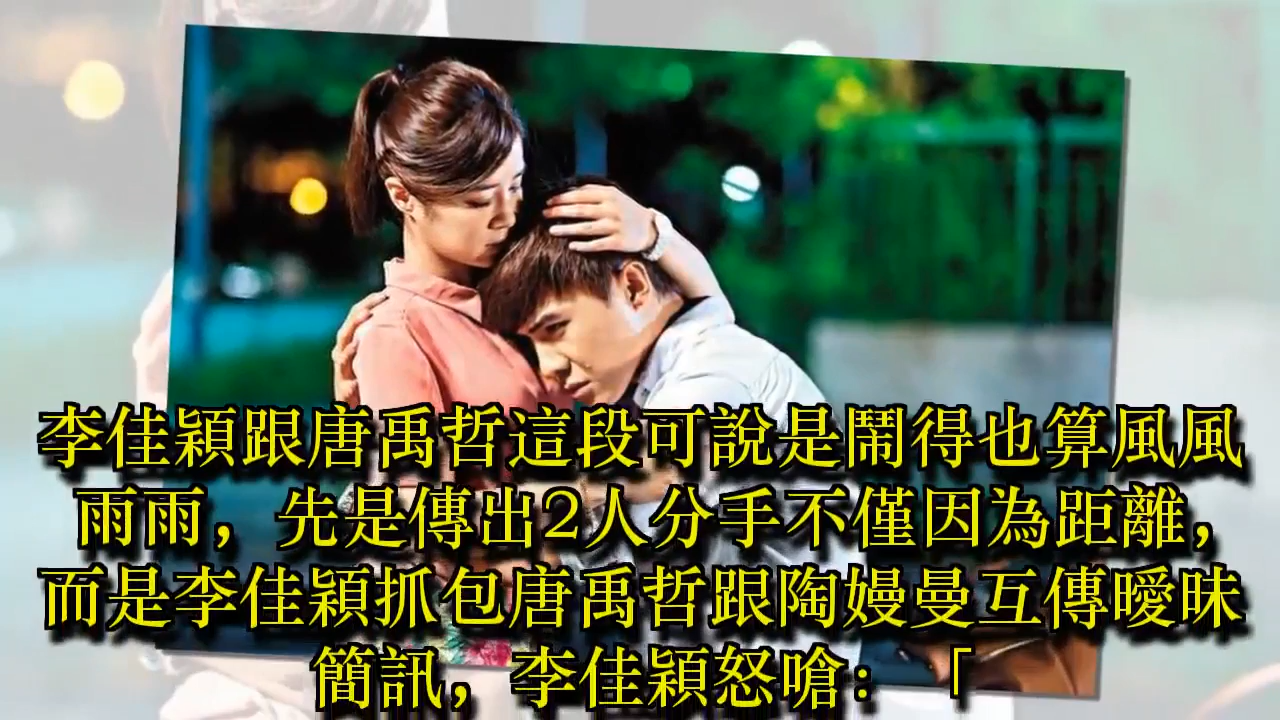 李佳穎跟唐禹哲這段可說是鬧得也算風風
雨雨，先是傳出2人分手不僅因為距離，
而是李佳穎抓包唐禹哲跟陶嫚曼互傳曖昧
簡訊，李佳穎怒嗆：「